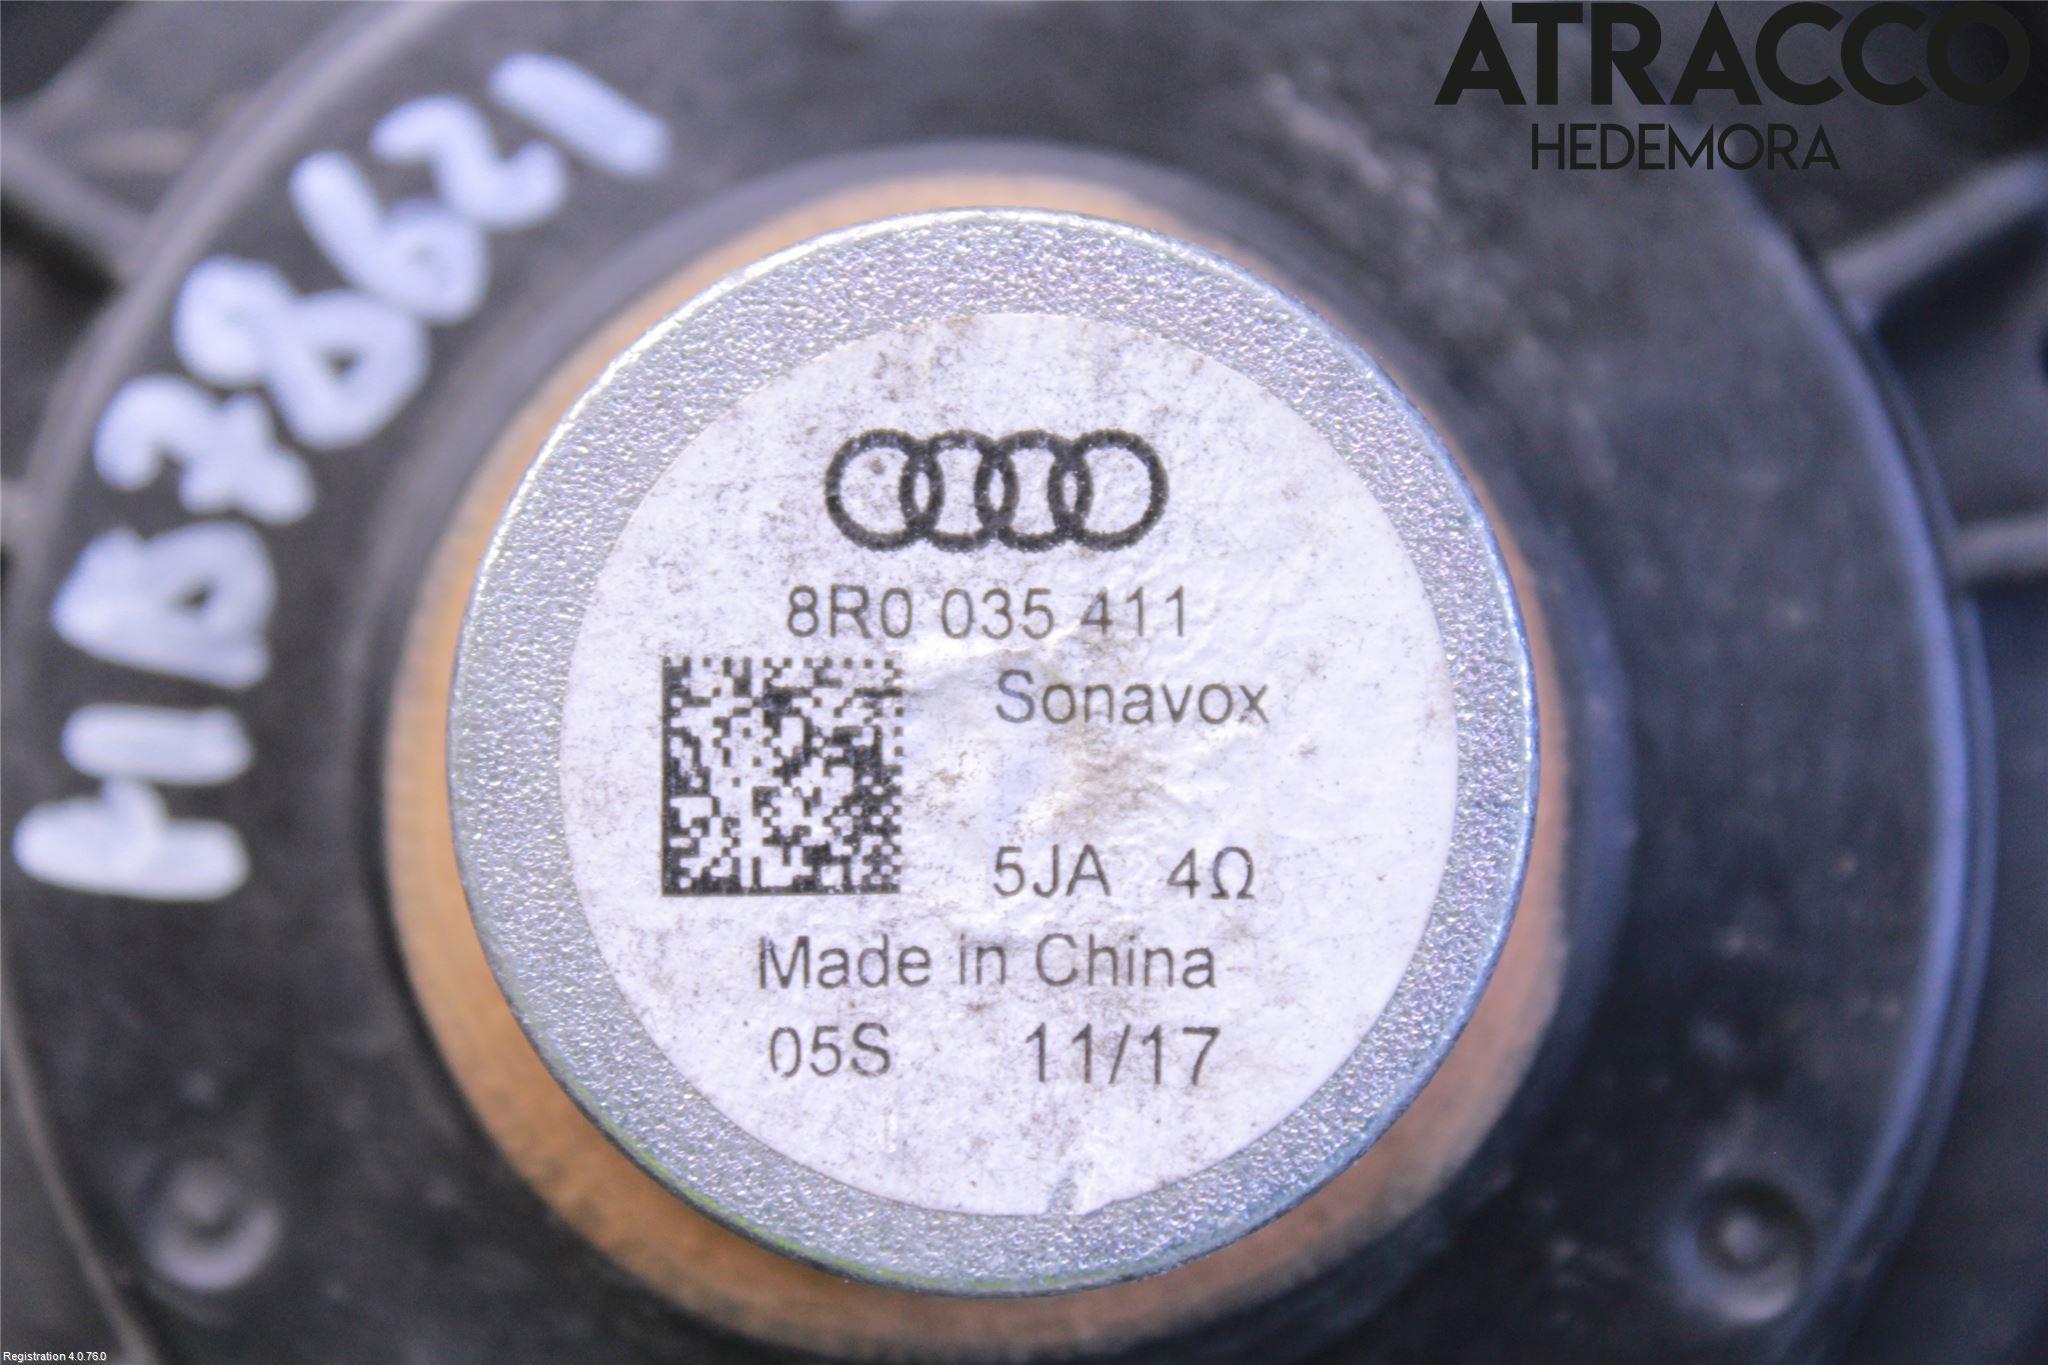 ATRACCO
HEDEMORA
HB78621
8R0 035 411
Sonavox
5JA 4Ω
Made in China
05S 11/17
Registration 4.0.76.0